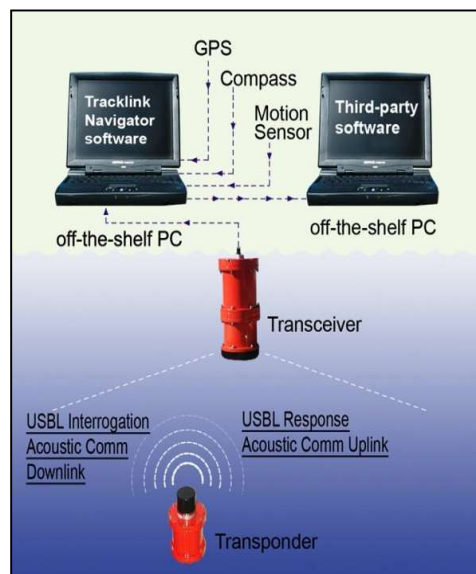 GPS
Compass
Motion
Sensor
Tracklink
Navigator
software
Third-party
software
off-the-shelf PC
off-the-shelf PC
Transceiver
USBL Interrogation
Acoustic Comm
Downlink
USBL Response
Acoustic Comm Uplink
Transponder